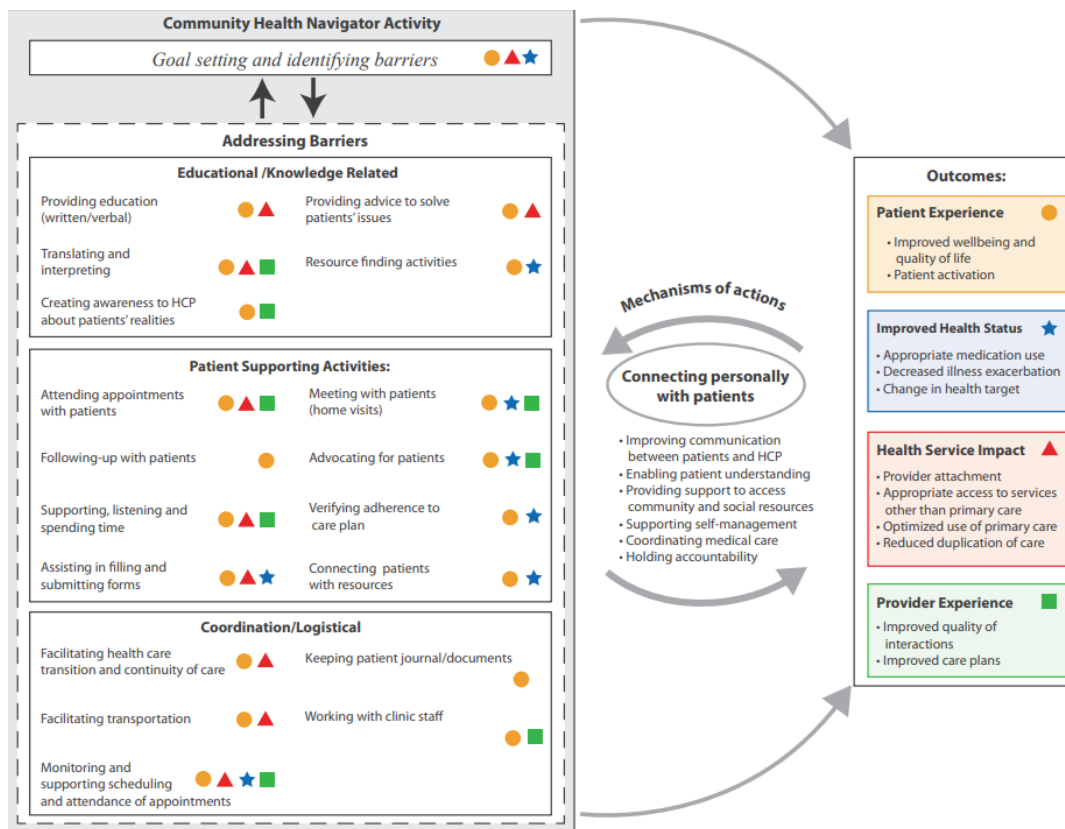 Community Health Navigator Activity
Goal setting and identifying barriers
Addressing Barriers
Educational /Knowledge Related
Providing education
(written/verbal)
Providing advice to solve
patients' issues
Translating and
interpreting
Resource finding activities
Creating awareness to HCP
about patients' realities
Patient Supporting Activities:
Attending appointments
with patients
Meeting with patients
(home visits)
Following-up with patients
Advocating for patients
Supporting, listening and
spending time
Verifying adherence to
care plan
Assisting in filling and
submitting forms
Connecting patients
with resources
Coordination/Logistical
Facilitating health care
transition and continuity of care
Keeping patient journal/documents
Facilitating transportation
Working with clinic staff
Monitoring and
supporting scheduling
and attendance of appointments
Mechanisms of actions
Connecting personally
with patients
• Improving communication
between patients and HCP
• Enabling patient understanding
• Providing support to access
community and social resources
• Supporting self-management
• Coordinating medical care
• Holding accountability
Outcomes:
Patient Experience
• Improved wellbeing and
quality of life
• Patient activation
Improved Health Status
• Appropriate medication use
• Decreased illness exacerbation
• Change in health target
Health Service Impact
• Provider attachment
• Appropriate access to services
other than primary care
• Optimized use of primary care
• Reduced duplication of care
Provider Experience
• Improved quality of
interactions
• Improved care plans